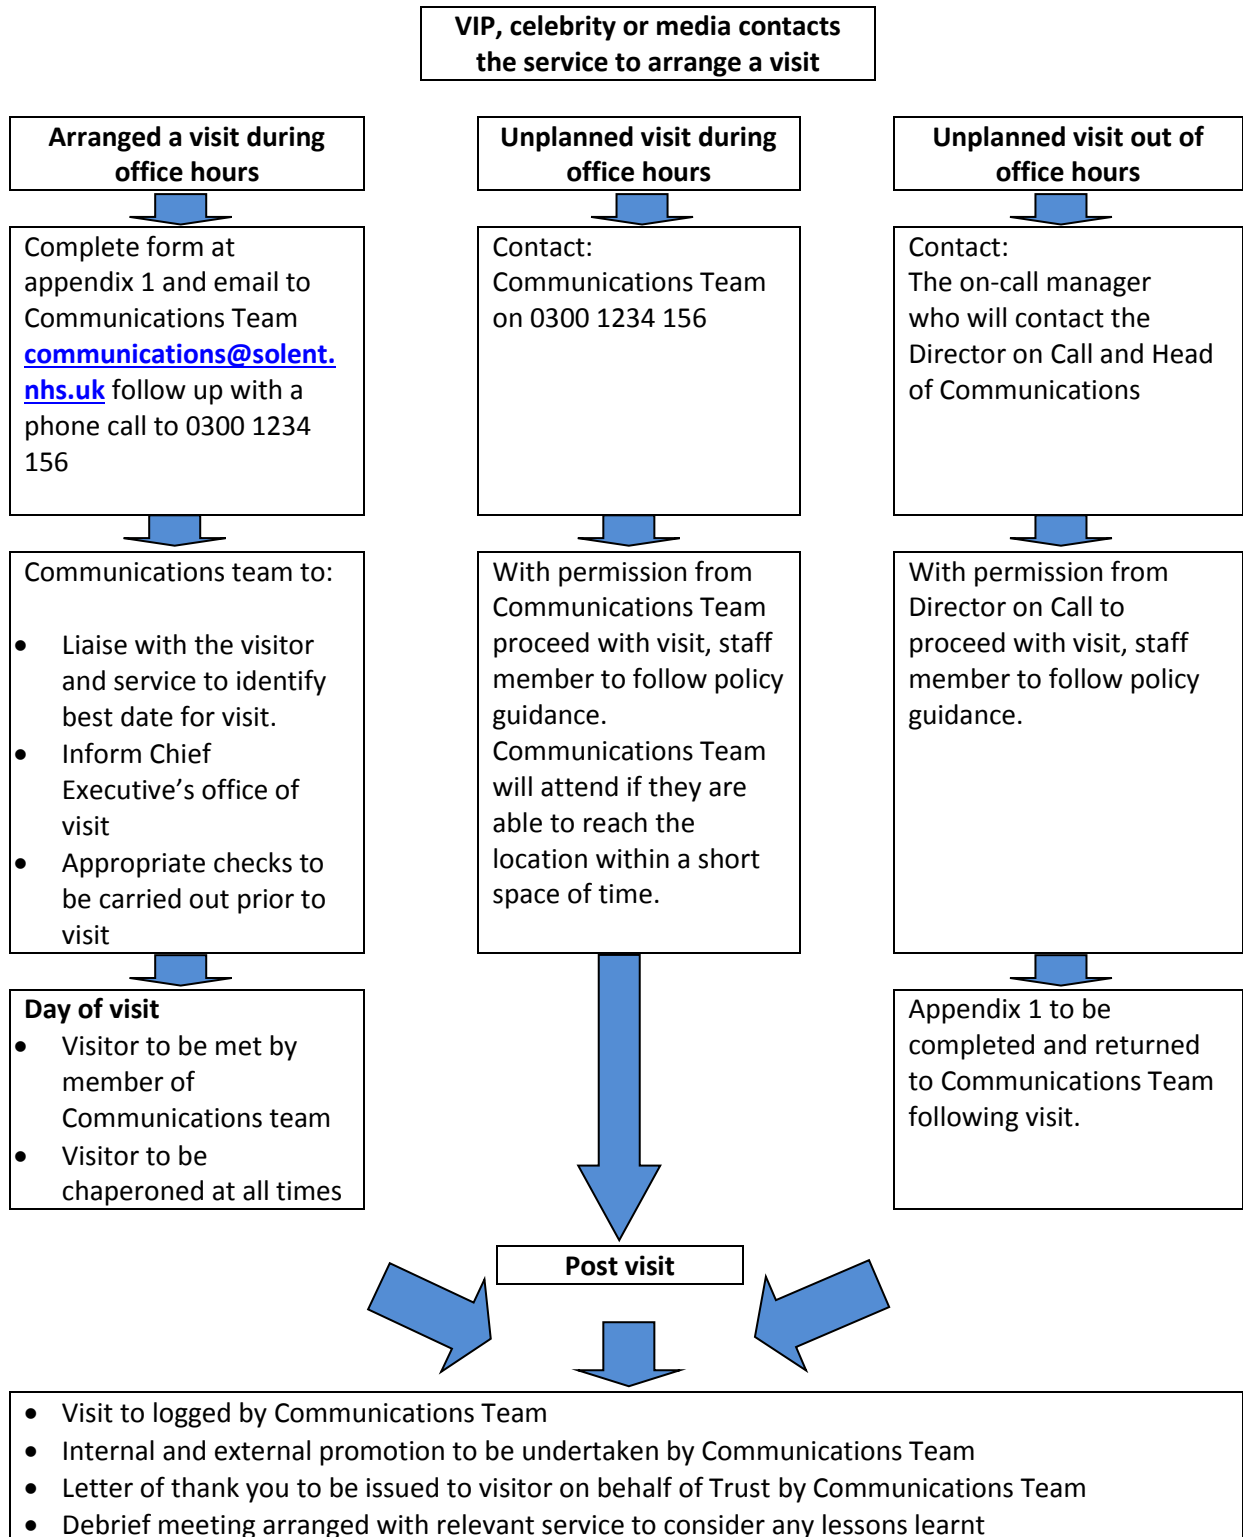 VIP, celebrity or media contacts
the service to arrange a visit
Arranged a visit during
office hours
Complete form at
appendix 1 and email to
Communications Team
communications@solent.
nhs.uk follow up with a
phone call to 0300 1234
156
Communications team to:
• Liaise with the visitor
and service to identify
best date for visit.
• Inform Chief
Executive’s office of
visit
• Appropriate checks to
be carried out prior to
visit
Day of visit
• Visitor to be met by
member of
Communications team
• Visitor to be
chaperoned at all times
Unplanned visit during
office hours
Contact:
Communications Team
on 0300 1234 156
With permission from
Communications Team
proceed with visit, staff
member to follow policy
guidance.
Communications Team
will attend if they are
able to reach the
location within a short
space of time.
Unplanned visit out of
office hours
Contact:
The on-call manager
who will contact the
Director on Call and Head
of Communications
With permission from
Director on Call to
proceed with visit, staff
member to follow policy
guidance.
Appendix 1 to be
completed and returned
to Communications Team
following visit.
Post visit
• Visit to logged by Communications Team
• Internal and external promotion to be undertaken by Communications Team
• Letter of thank you to be issued to visitor on behalf of Trust by Communications Team
• Debrief meeting arranged with relevant service to consider any lessons learnt